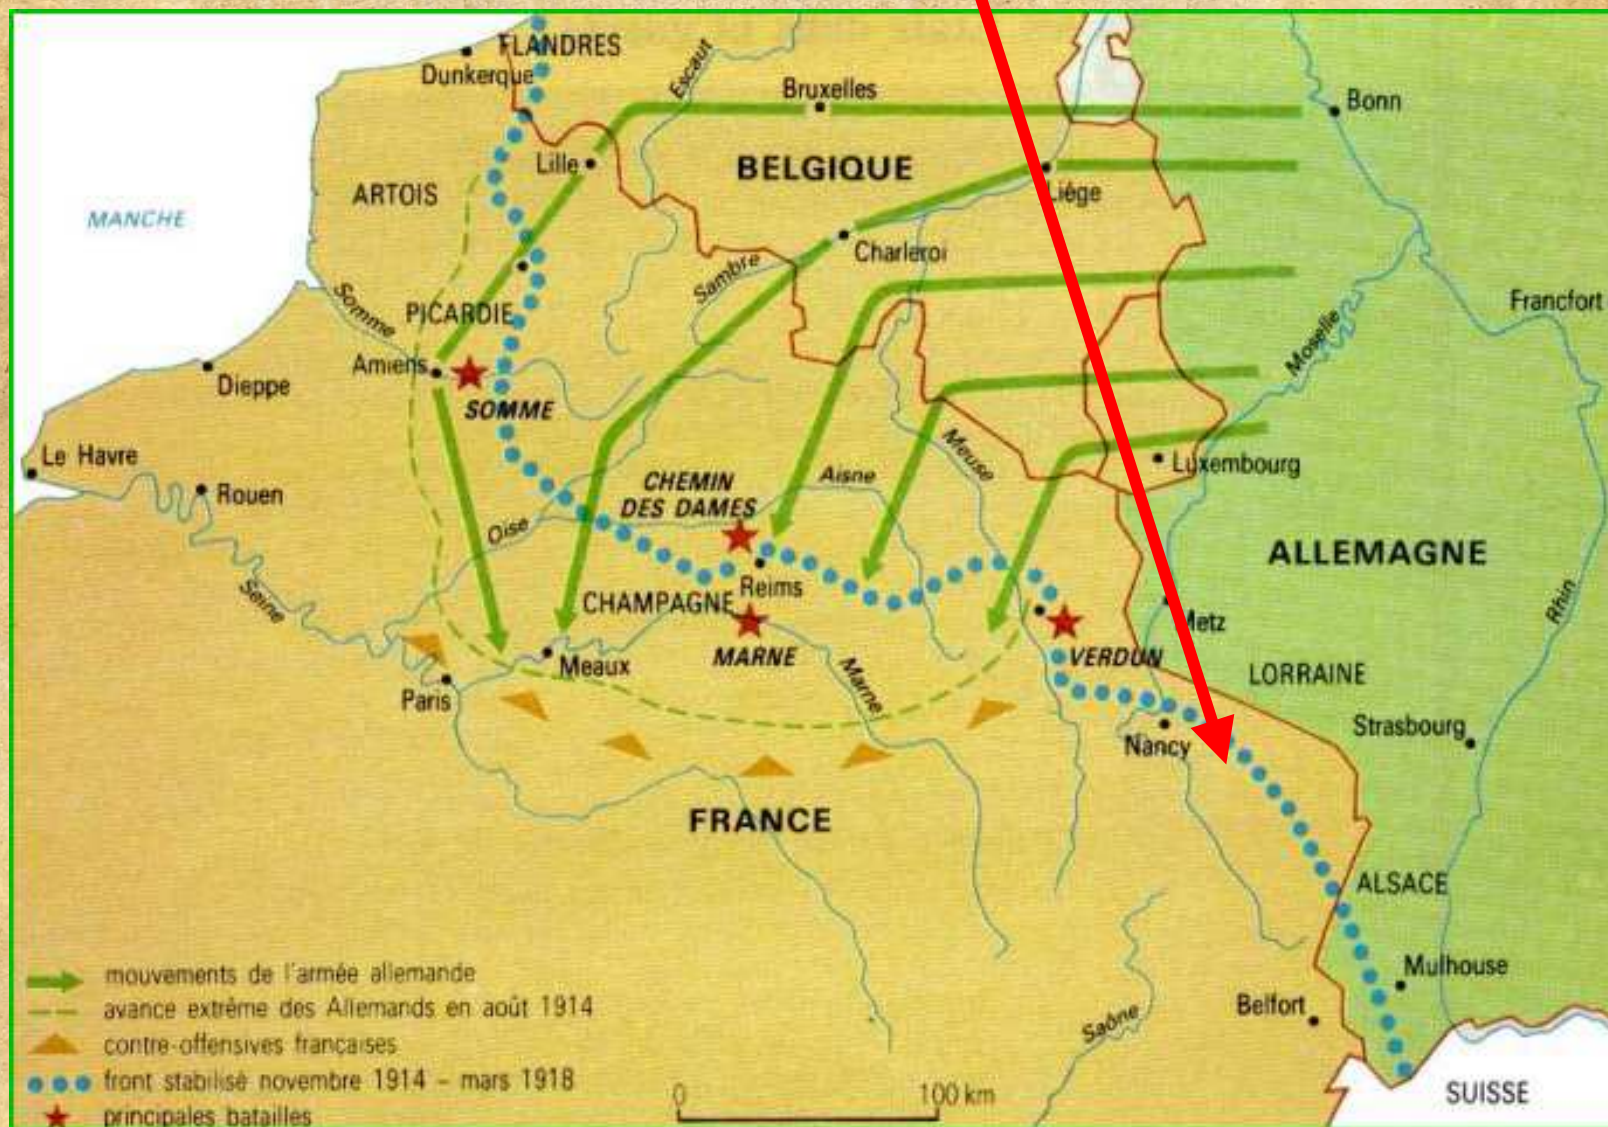 FLANDRES
Dunkerque
Escaut
Bruxelles
Bonn
Lille
BELGIQUE
ARTOIS
Liége
MANCHE
Charleroi
Sambre
Somme
PICARDIE
Francfort
Moselle
Amiens
Dieppe
SOMME
Le Havre
Meuse
Luxembourg
Rouen
CHEMIN
DES DAMES
Aisne
Oise
ALLEMAGNE
Reims
Seine
CHAMPAGNE
Rhin
Metz
Meaux
MARNE
VERDUN
Marne
LORRAINE
Paris
Strasbourg
Nancy
FRANCE
ALSACE
Mulhouse
Belfort
Saône
SUISSE
mouvements de l'armée allemande
avance extrême des Allemands en août 1914
contre-offensives françaises
front stabilisé novembre 1914 – mars 1918
principales batailles
0 100 km